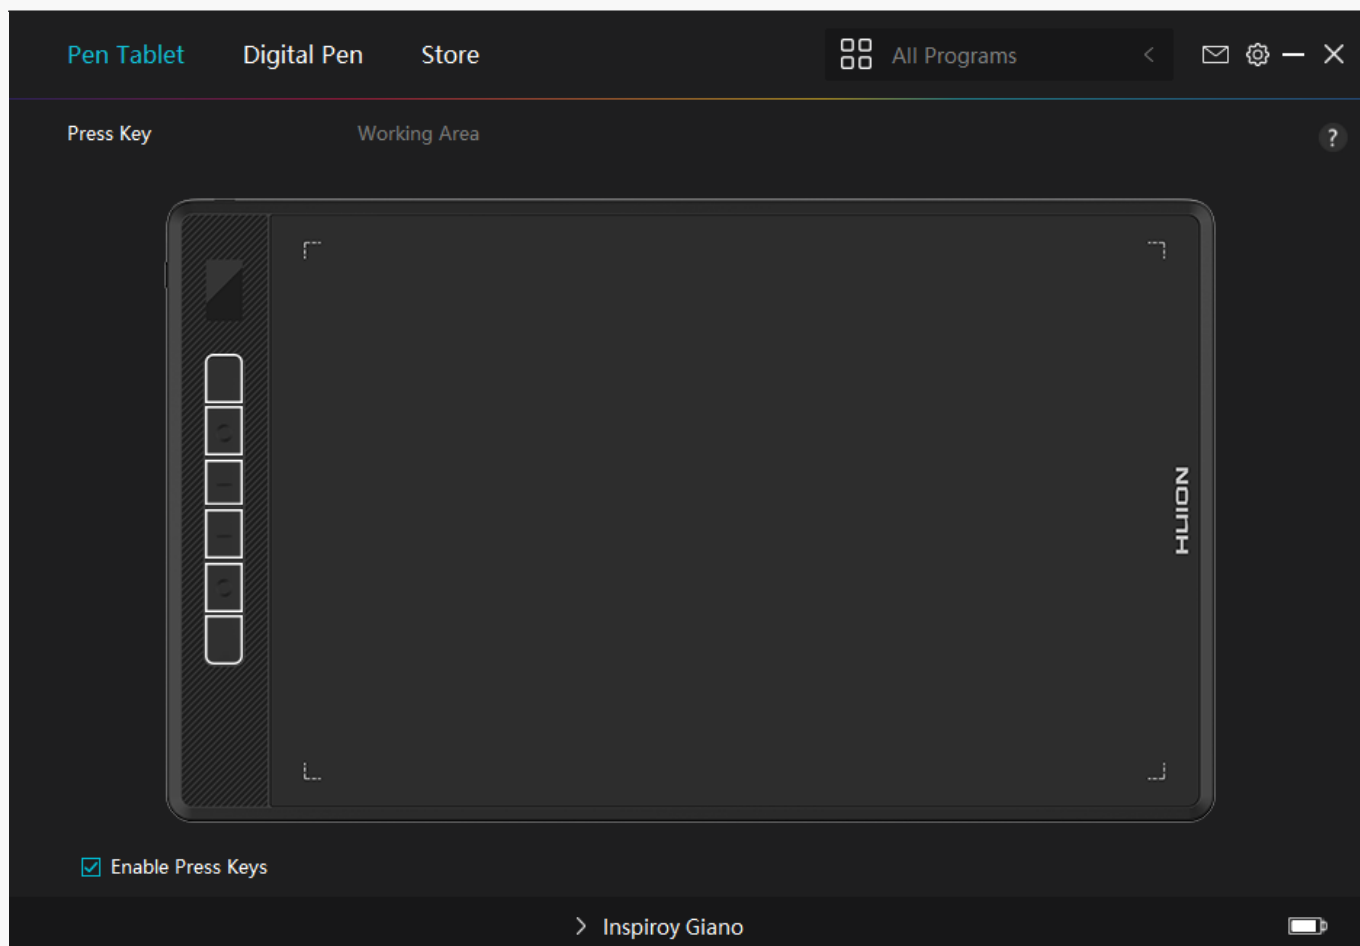 Pen Tablet Digital Pen Store All Programs
Press Key Working Area ?
HUION
Enable Press Keys
Inspiroy Giano